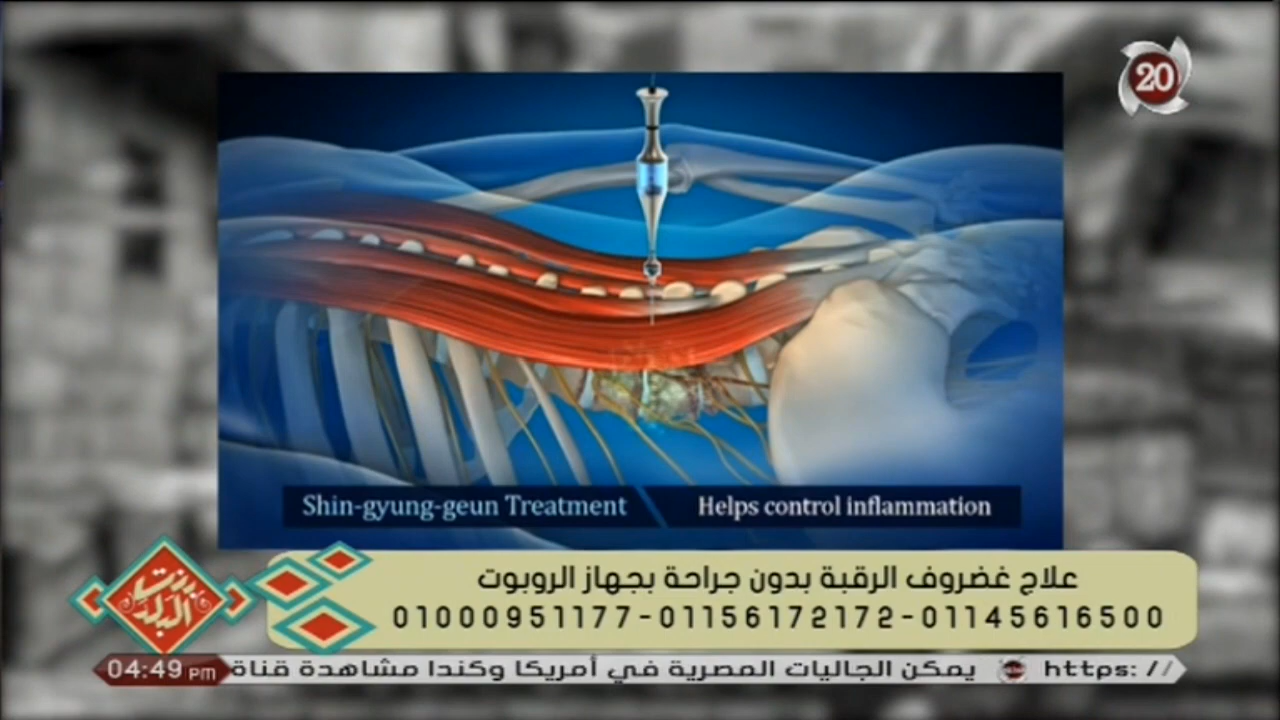 20
Shin-gyung-geun Treatment
Helps control inflammation
علاج غضروف الرقبة بدون جراحة بجهاز الروبوت
01000951177-01156172172-01145616500
بنت البلد
04:49 pm
يمكن الجاليات المصرية في أمريكا وكندا مشاهدة قناة
https: //